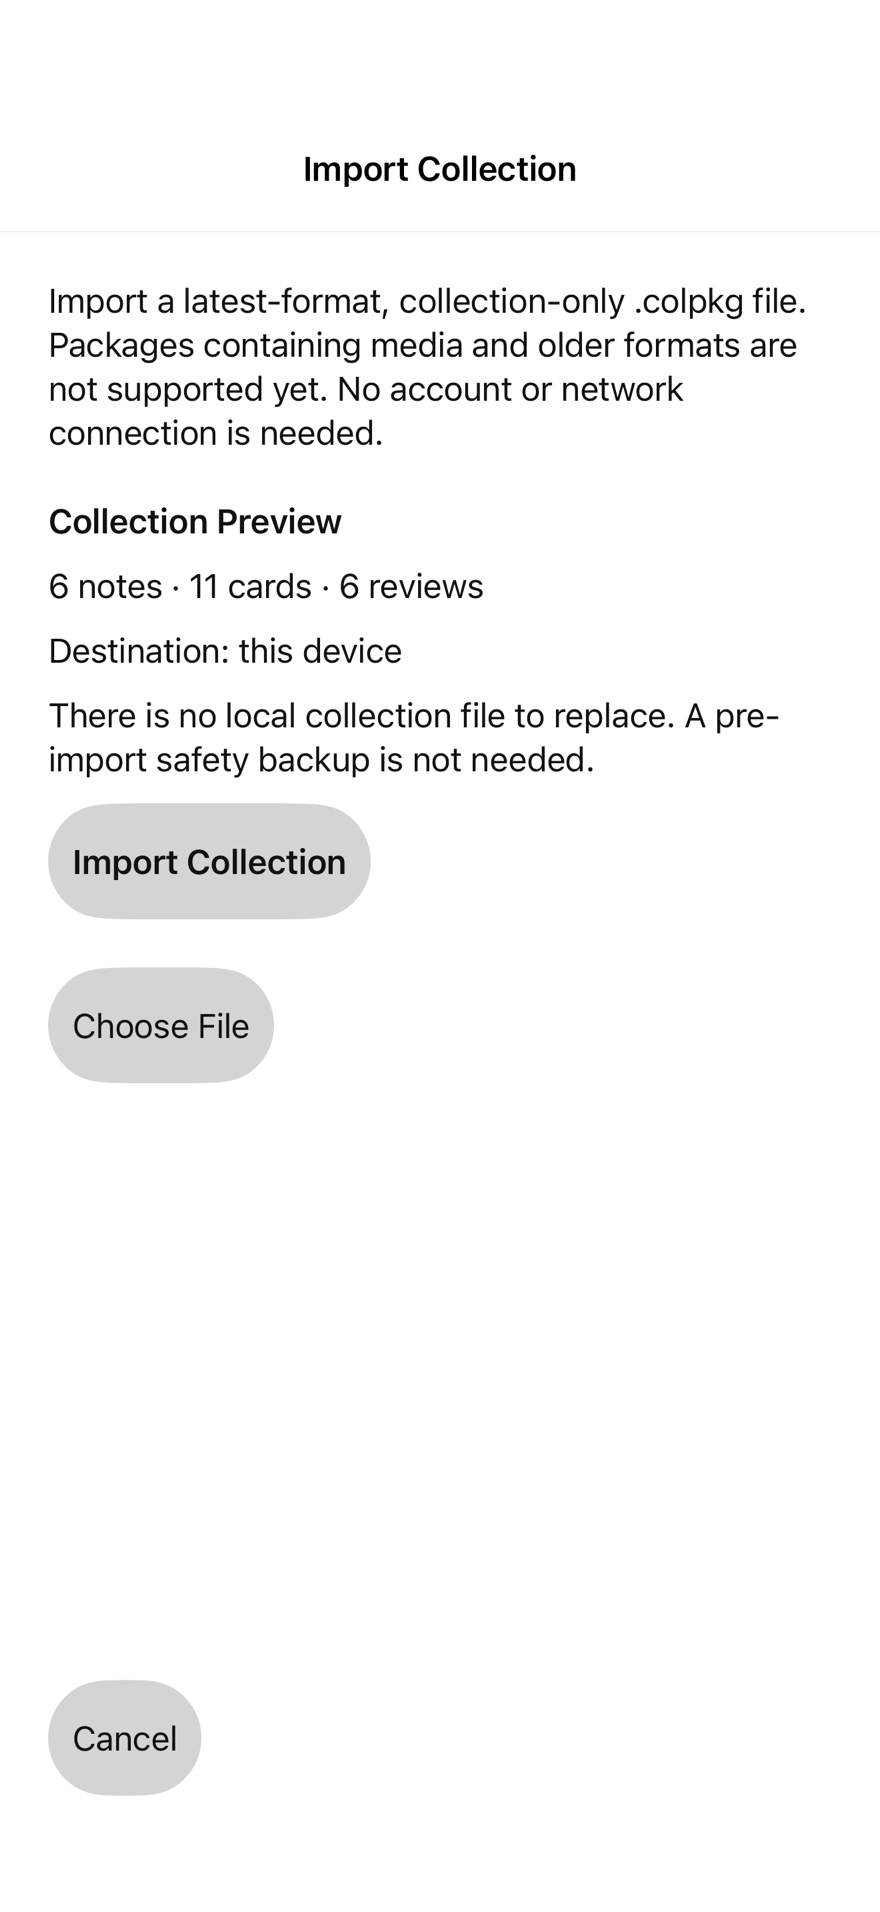 Import Collection
Import a latest-format, collection-only .colpkg file.
Packages containing media and older formats are
not supported yet. No account or network
connection is needed.
Collection Preview
6 notes · 11 cards · 6 reviews
Destination: this device
There is no local collection file to replace. A pre-
import safety backup is not needed.
Import Collection
Choose File
Cancel